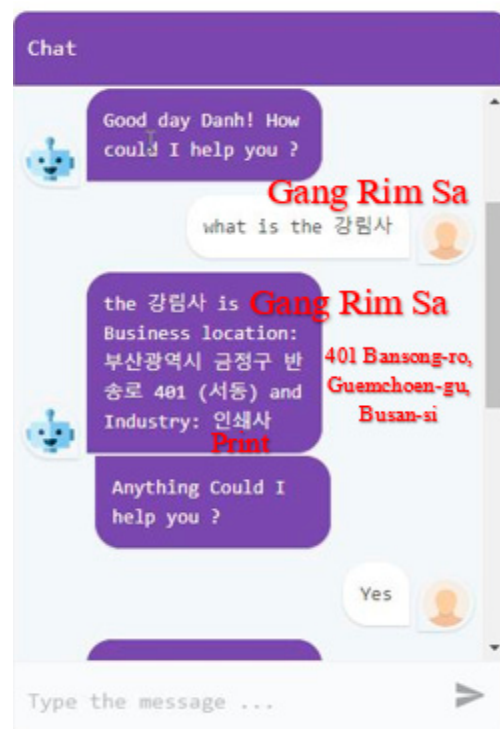 Chat
Good day Danh! How
could I help you ?
Gang Rim Sa
what is the 강림사
the 강림사 is
Gang Rim Sa
Business location:
부산광역시 금정구 반
송로 401 (서동) and
Industry: 인쇄사
401 Bansong-ro,
Guemchoen-gu,
Busan-si
Print
Anything Could I
help you ?
Yes
Type the message ...